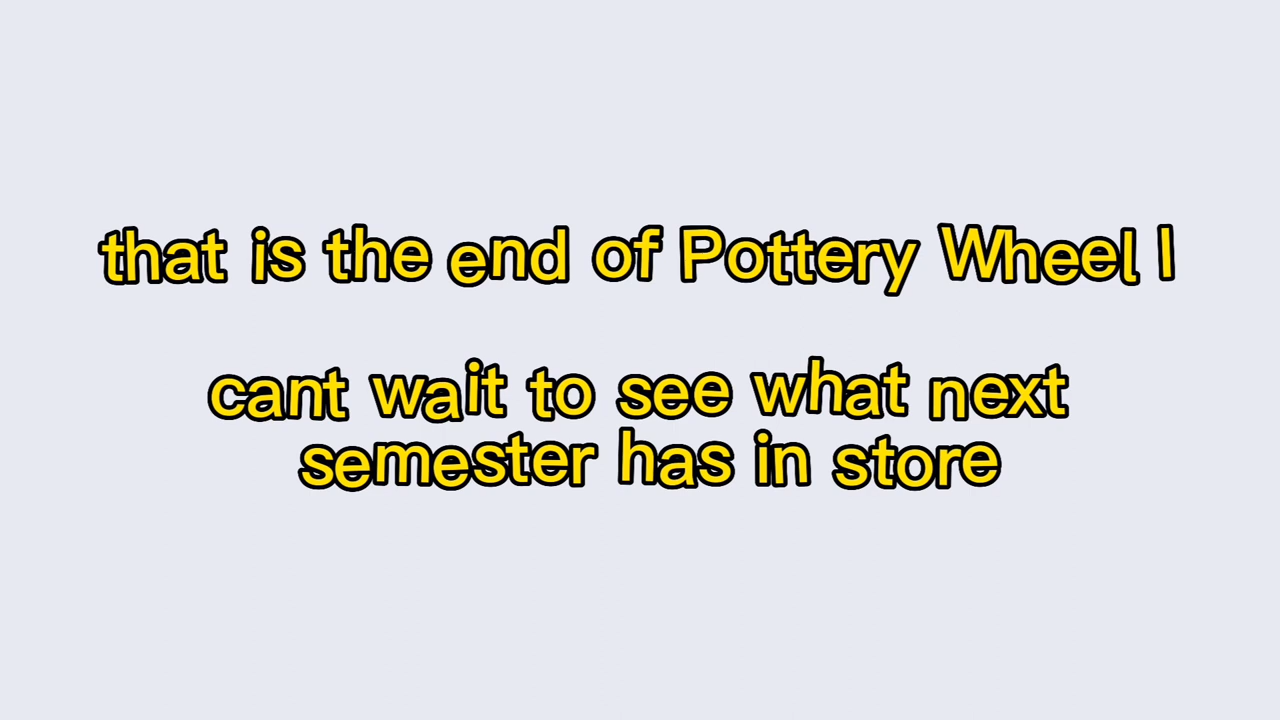 that is the end of Pottery Wheel I
cant wait to see what next
semester has in store